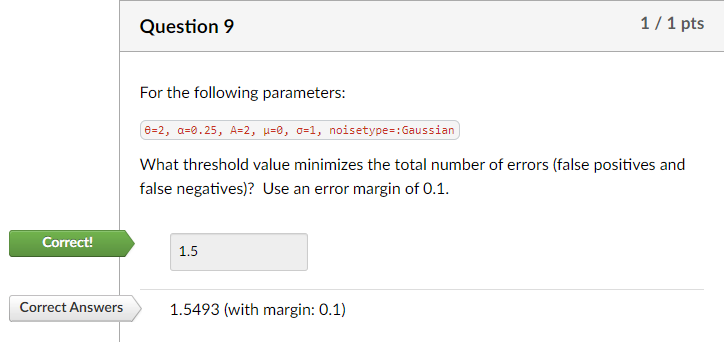 Question 9
1 / 1 pts
For the following parameters:
θ=2, α=0.25, A=2, μ=0, σ=1, noisetype=:Gaussian
What threshold value minimizes the total number of errors (false positives and
false negatives)?  Use an error margin of 0.1.
Correct!
1.5
Correct Answers
1.5493 (with margin: 0.1)